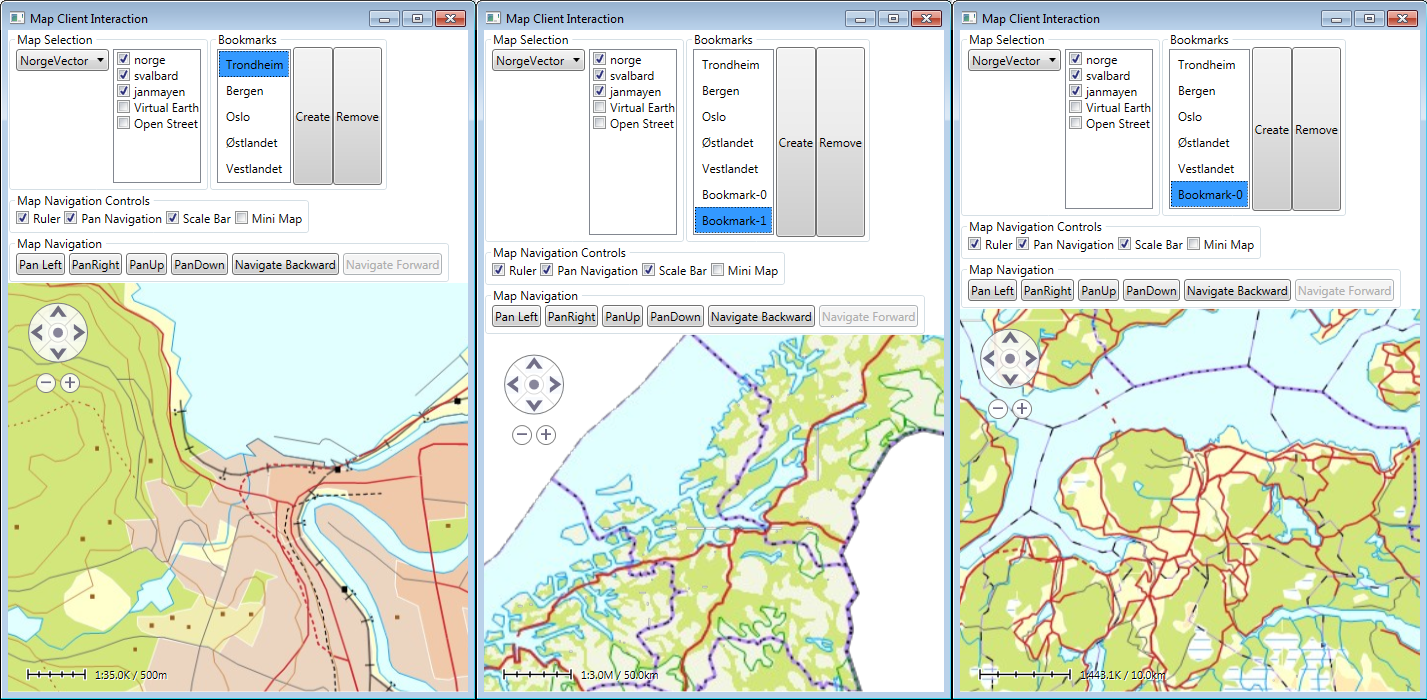 Map Client Interaction
Map Selection
NorgeVector
norge
svalbard
janmayen
Virtual Earth
Open Street
Bookmarks
Trondheim
Bergen
Oslo
Østlandet
Vestlandet
Create
Remove
Map Navigation Controls
Ruler Pan Navigation Scale Bar Mini Map
Map Navigation
Pan Left PanRight PanUp PanDown Navigate Backward Navigate Forward
1:35.0K / 500m
Map Client Interaction
Map Selection
NorgeVector
norge
svalbard
janmayen
Virtual Earth
Open Street
Bookmarks
Trondheim
Bergen
Oslo
Østlandet
Vestlandet
Bookmark-0
Bookmark-1
Create
Remove
Map Navigation Controls
Ruler Pan Navigation Scale Bar Mini Map
Map Navigation
Pan Left PanRight PanUp PanDown Navigate Backward Navigate Forward
1:3.0M / 50.0km
Map Client Interaction
Map Selection
NorgeVector
norge
svalbard
janmayen
Virtual Earth
Open Street
Bookmarks
Trondheim
Bergen
Oslo
Østlandet
Vestlandet
Bookmark-0
Create
Remove
Map Navigation Controls
Ruler Pan Navigation Scale Bar Mini Map
Map Navigation
Pan Left PanRight PanUp PanDown Navigate Backward Navigate Forward
1:443.1K / 10.0km